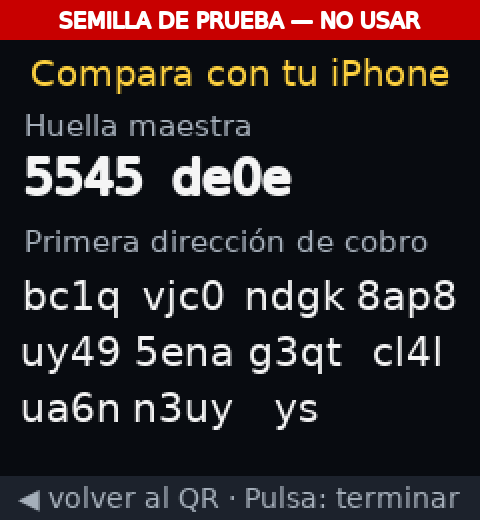 SEMILLA DE PRUEBA — NO USAR
Compara con tu iPhone
Huella maestra
5545 de0e
Primera dirección de cobro
bc1q vjc0 ndgk 8ap8
uy49 5ena g3qt cl4l
ua6n n3uy ys
◀ volver al QR · Pulsa: terminar